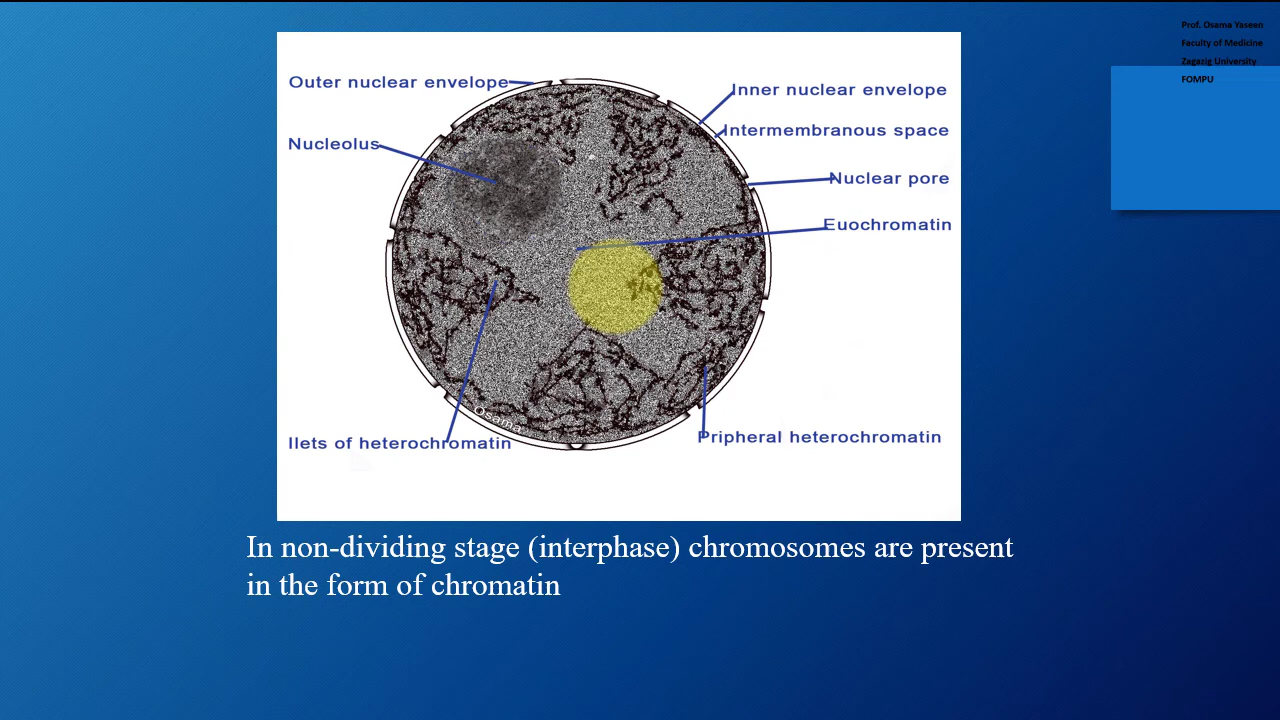 Prof. Osama Yaseen
Faculty of Medicine
Zagazig University
FOMPU
Outer nuclear envelope
Inner nuclear envelope
Intermembranous space
Nucleolus
Nuclear pore
Euochromatin
Osama
Ilets of heterochromatin
Pripheral heterochromatin
In non-dividing stage (interphase) chromosomes are present
in the form of chromatin